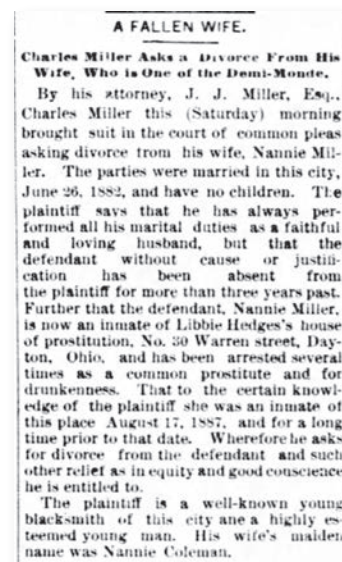 A FALLEN WIFE.
Charles Miller Asks a Divorce From His
Wife, Who is One of the Demi-Monde.
By his attorney, J. J. Miller, Esq.,
Charles Miller this (Saturday) morning
brought suit in the court of common pleas
asking divorce trom his wife, Nannie Mil-
ler. The parties were married in this city,
June 26, 1882, and have no children. The
plaintiff says that he has always per-
formed all his marital duties as a faithful
and loving husband, but that the
defendant without cause or justifi-
cation has been absent from
the plaintiff for more than three years past.
Further that the defendant, Nannie Miller,
is now an inmate of Libbie Hedges's house
of prostitution, No. 30 Warren street, Day-
ton, Ohio, and has been arrested several
times as a common prostitute and for
drunkenness. That to the certain knowl-
edge of the plaintiff she was an inmate of
this place August 17, 1887, and for a long
time prior to that date. Wherefore he asks
for divorce from the defendant and such
other relief as in equity and good conscience
he is entitled to.
The plaintiff is a well-known young
blacksmith of this city ane a highly es-
teemed young man. His wife's maiden
name was Nannie Coleman.